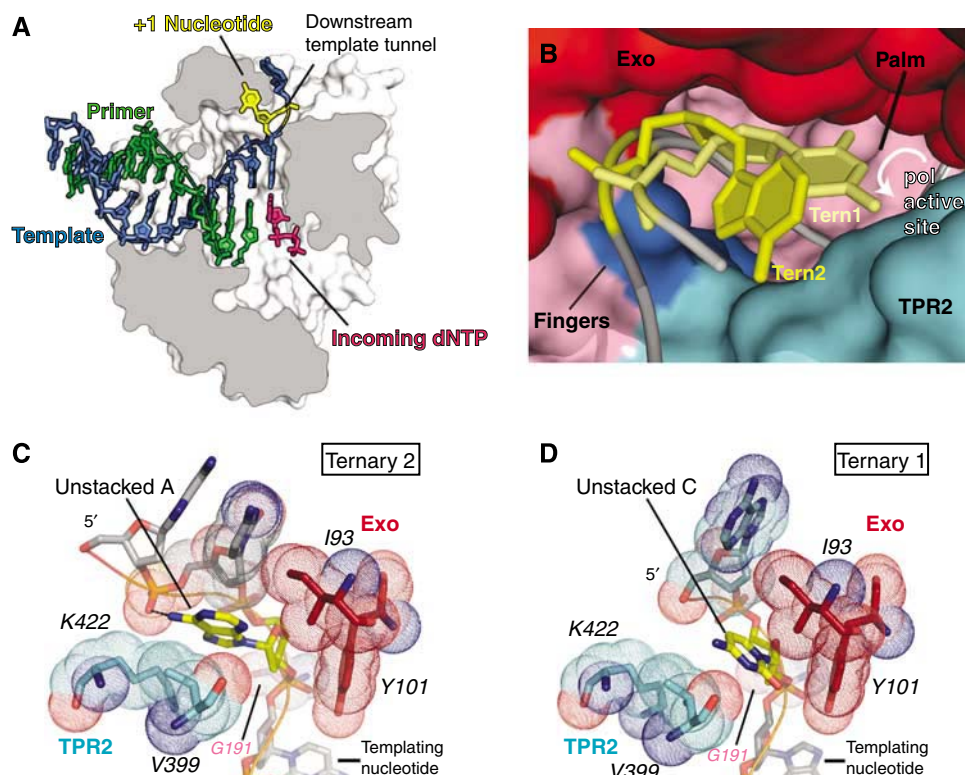 A
+1 Nucleotide
Downstream
template tunnel
Primer
Template
Incoming dNTP
B
Exo
Palm
pol
active
site
Tern1
Tern2
Fingers
TPR2
C
Ternary 2
Unstacked A
5′
Exo
I93
K422
Y101
TPR2
G191
V399
Templating
nucleotide
D
Ternary 1
Unstacked C
Exo
I93
5′
K422
Y101
TPR2
G191
V399
Templating
nucleotide